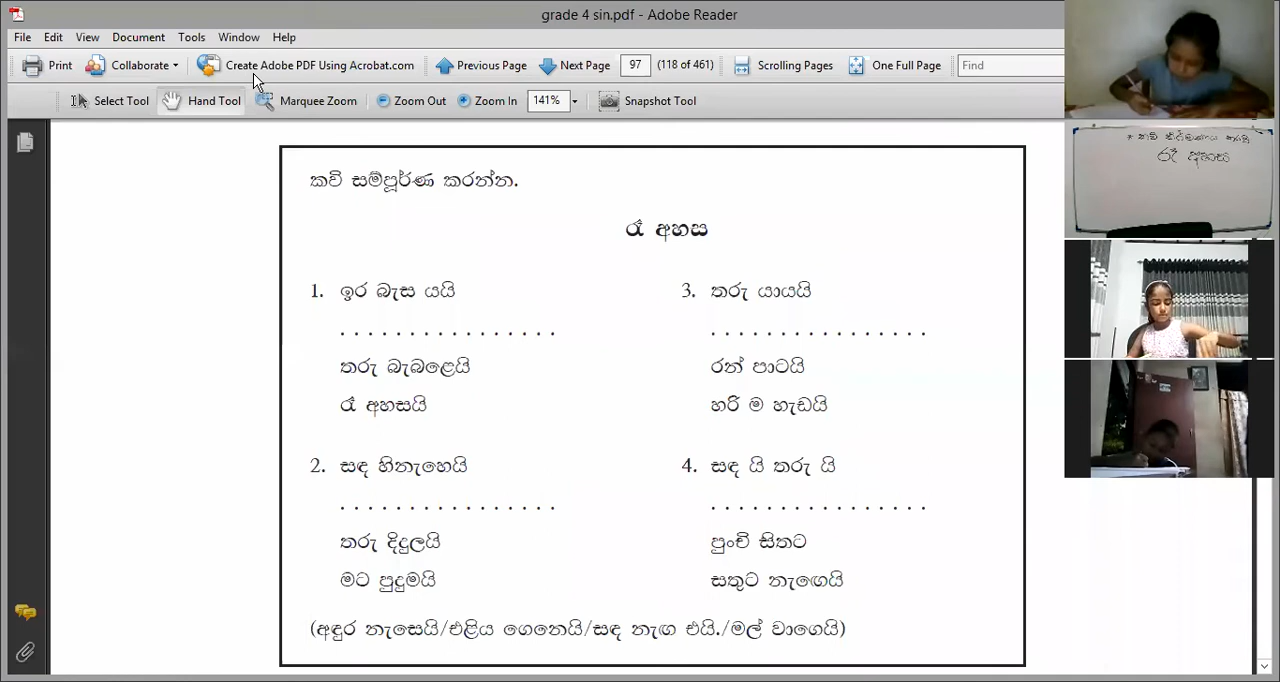 grade 4 sin.pdf - Adobe Reader
File Edit View Document Tools Window Help
Print Collaborate Create Adobe PDF Using Acrobat.com Previous Page Next Page 97 (118 of 461) Scrolling Pages One Full Page Find
Select Tool Hand Tool Marquee Zoom Zoom Out Zoom In 141% Snapshot Tool
කවි සම්පූර්ණ කරන්න.
රෑ අහස
1. ඉර බැස යයි
. . . . . . . . . . . . . . . .
තරු බැබළෙයි
රෑ අහසයි
2. සඳ හිනැහෙයි
. . . . . . . . . . . . . . . .
තරු දිදුලයි
මට පුදුමයි
3. තරු යායයි
. . . . . . . . . . . . . . . .
රන් පාටයි
හරි ම හැඩයි
4. සඳ යි තරු යි
. . . . . . . . . . . . . . . .
පුංචි සිතට
සතුට නැඟෙයි
(අඳුර නැසෙයි/එළිය ගෙනෙයි/සඳ නැඟ එයි./මල් වාගෙයි)
රෑ අහස